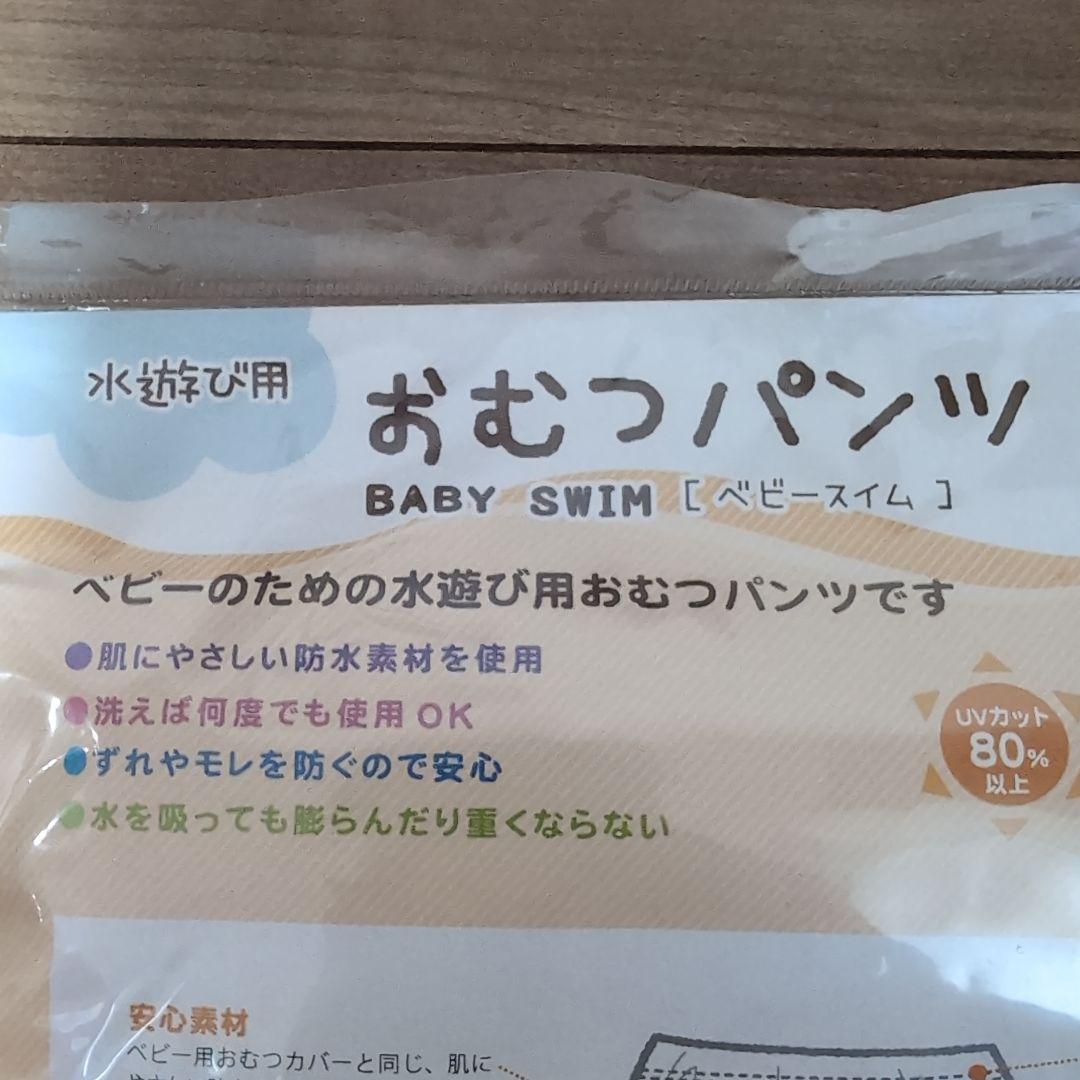 水遊び用
おむつパンツ
BABY SWIM [ベビースイム]
ベビーのための水遊び用おむつパンツです
●肌にやさしい防水素材を使用
●洗えば何度でも使用OK
●ずれやモレを防ぐので安心
●水を吸っても膨らんだり重くならない
UVカット
80%
以上
安心素材
ベビー用おむつカバーと同じ、肌に